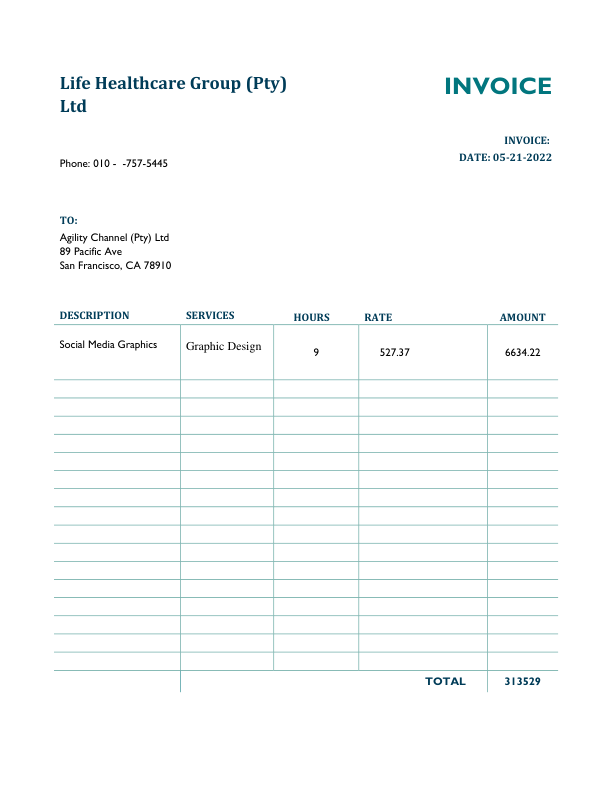 Life Healthcare Group (Pty)
Ltd
INVOICE
INVOICE:
DATE: 05-21-2022
Phone: 010 -  -757-5445
TO:
Agility Channel (Pty) Ltd
89 Pacific Ave
San Francisco, CA 78910
DESCRIPTION SERVICES HOURS RATE AMOUNT
Social Media Graphics Graphic Design 9 527.37 6634.22
TOTAL 313529